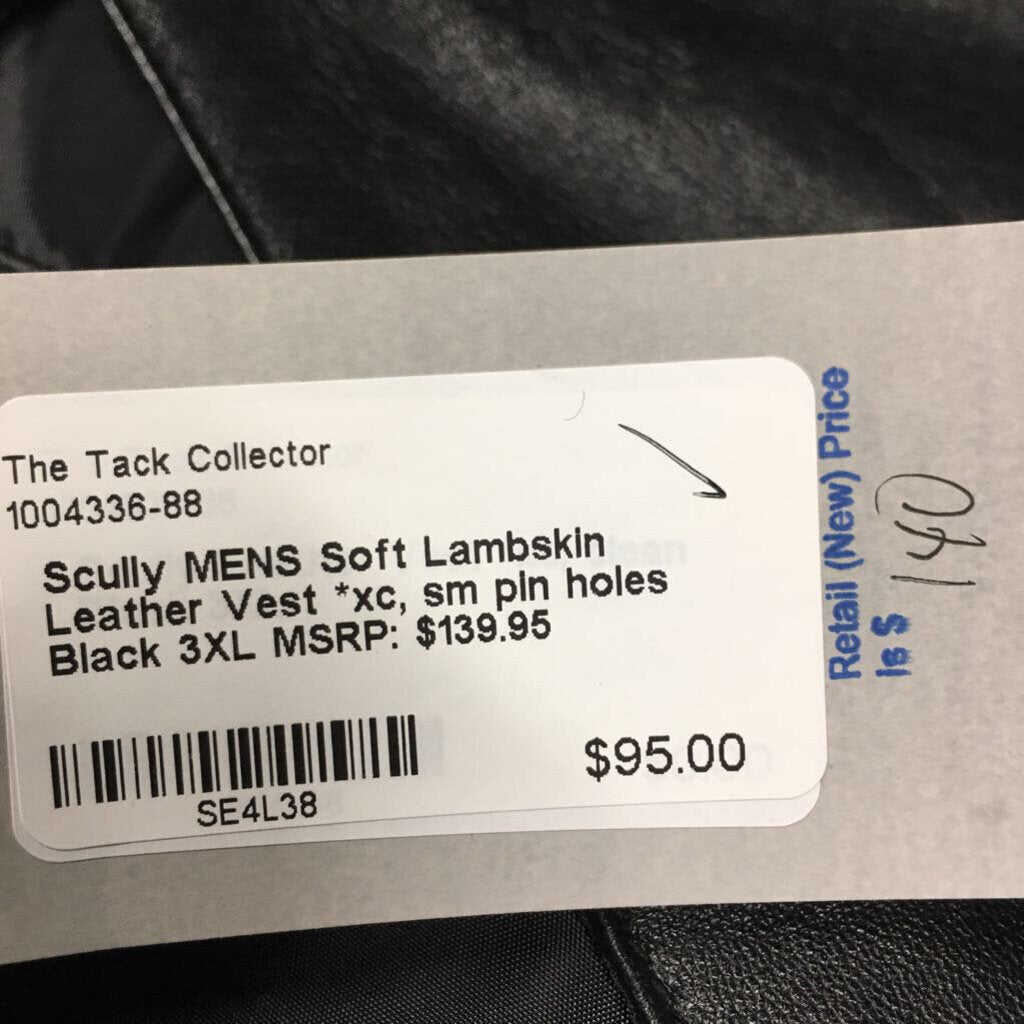 The Tack Collector
1004336-88
Scully MENS Soft Lambskin
Leather Vest *xc, sm pin holes
Black 3XL MSRP: $139.95
SE4L38
$95.00
Retail (New) Price
Is $ 140